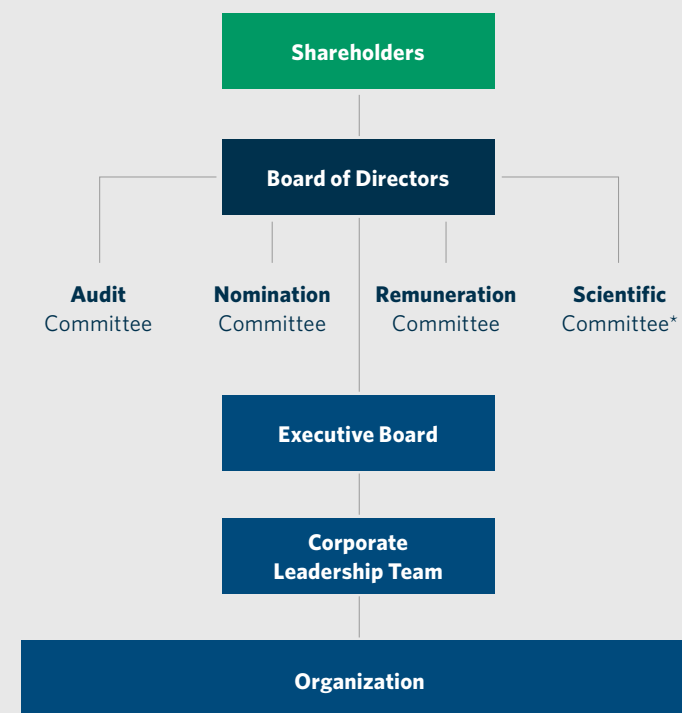 Shareholders
Board of Directors
Audit
Committee
Nomination
Committee
Remuneration
Committee
Scientific
Committee*
Executive Board
Corporate
Leadership Team
Organization